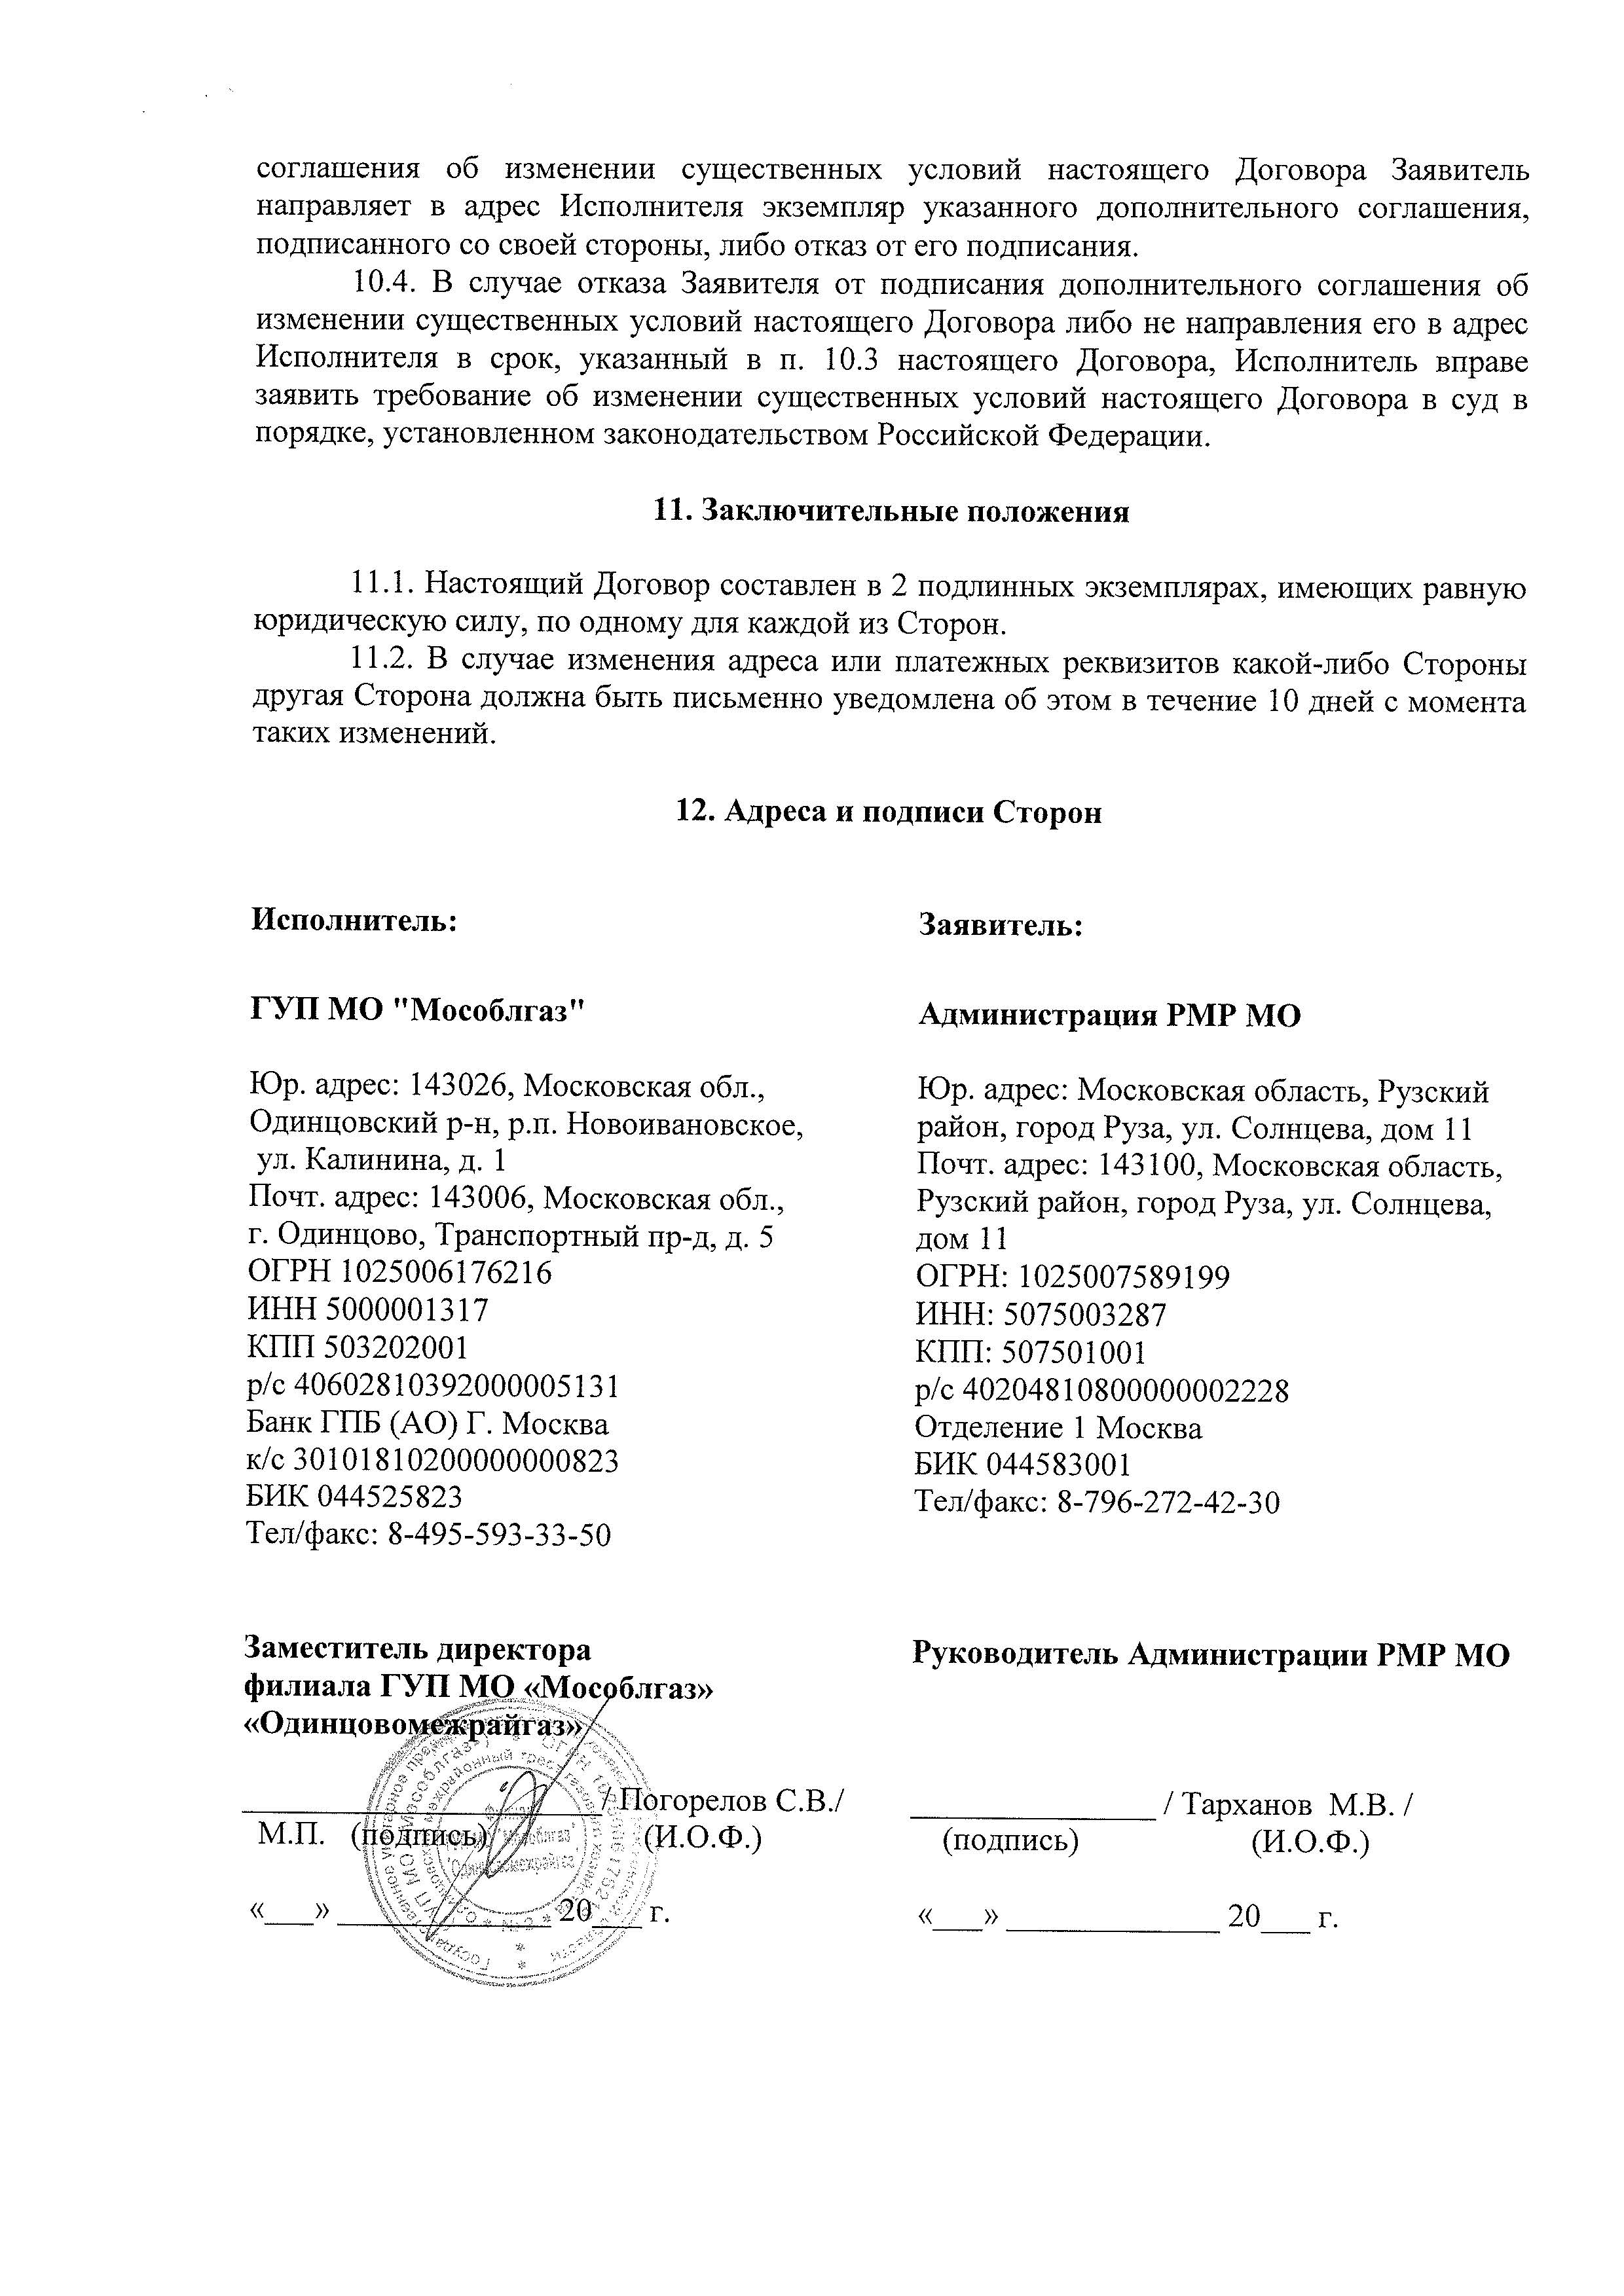 соглашения об изменении существенных условий настоящего Договора Заявитель
направляет в адрес Исполнителя экземпляр указанного дополнительного соглашения,
подписанного со своей стороны, либо отказ от его подписания.
10.4. В случае отказа Заявителя от подписания дополнительного соглашения об
изменении существенных условий настоящего Договора либо не направления его в адрес
Исполнителя в срок, указанный в п. 10.3 настоящего Договора, Исполнитель вправе
заявить требование об изменении существенных условий настоящего Договора в суд в
порядке, установленном законодательством Российской Федерации.
11. Заключительные положения
11.1. Настоящий Договор составлен в 2 подлинных экземплярах, имеющих равную
юридическую силу, по одному для каждой из Сторон.
11.2. В случае изменения адреса или платежных реквизитов какой-либо Стороны
другая Сторона должна быть письменно уведомлена об этом в течение 10 дней с момента
таких изменений.
12. Адреса и подписи Сторон
Исполнитель:
ГУП МО "Мособлгаз"
Юр. адрес: 143026, Московская обл.,
Одинцовский р-н, р.п. Новоивановское,
ул. Калинина, д. 1
Почт. адрес: 143006, Московская обл.,
г. Одинцово, Транспортный пр-д, д. 5
ОГРН 1025006176216
ИНН 5000001317
КПП 503202001
р/с 40602810392000005131
Банк ГПБ (АО) Г. Москва
к/с 30101810200000000823
БИК 044525823
Тел/факс: 8-495-593-33-50
Заместитель директора
филиала ГУП МО «Мособлгаз»
«Одинцовомежрайгаз»
____________________/ Погорелов С.В./
М.П. (подпись) (И.О.Ф.)
«___» _____________ 20___ г.
Заявитель:
Администрация РМР МО
Юр. адрес: Московская область, Рузский
район, город Руза, ул. Солнцева, дом 11
Почт. адрес: 143100, Московская область,
Рузский район, город Руза, ул. Солнцева,
дом 11
ОГРН: 1025007589199
ИНН: 5075003287
КПП: 507501001
р/с 40204810800000002228
Отделение 1 Москва
БИК 044583001
Тел/факс: 8-796-272-42-30
Руководитель Администрации РМР МО
_______________ / Тарханов М.В. /
(подпись) (И.О.Ф.)
«___» _____________ 20___ г.